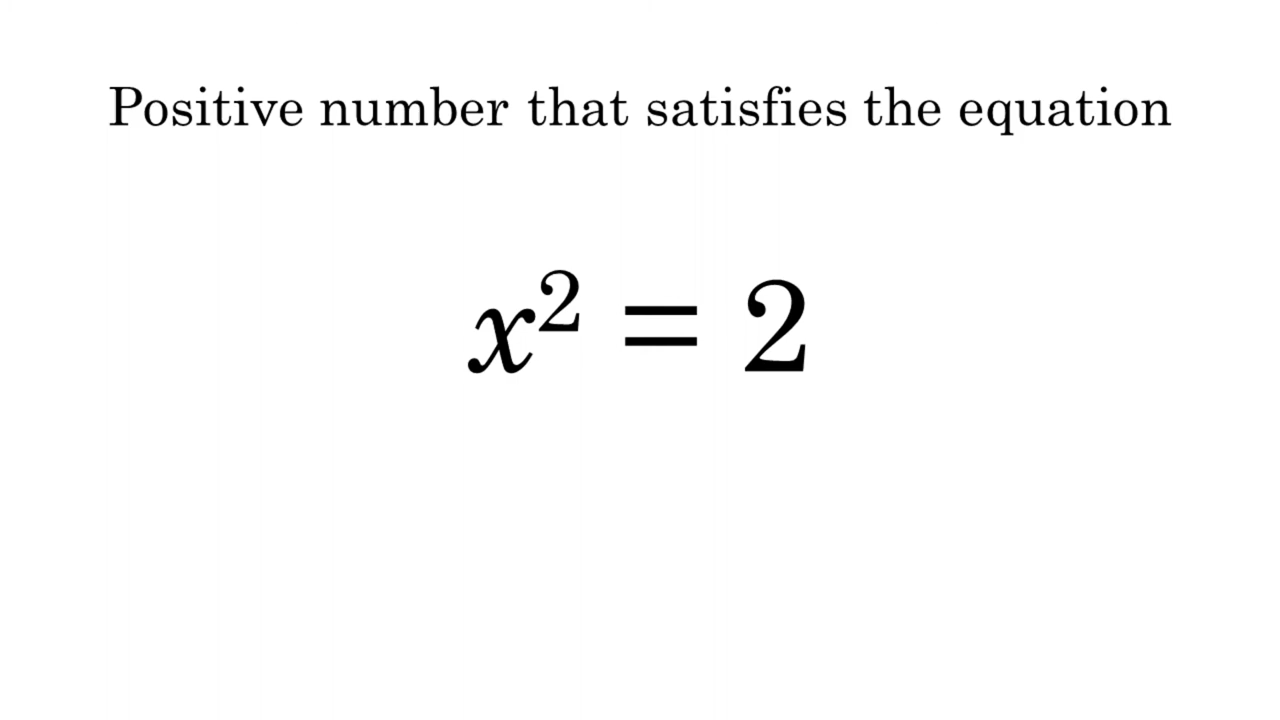 Positive number that satisfies the equation
x² = 2